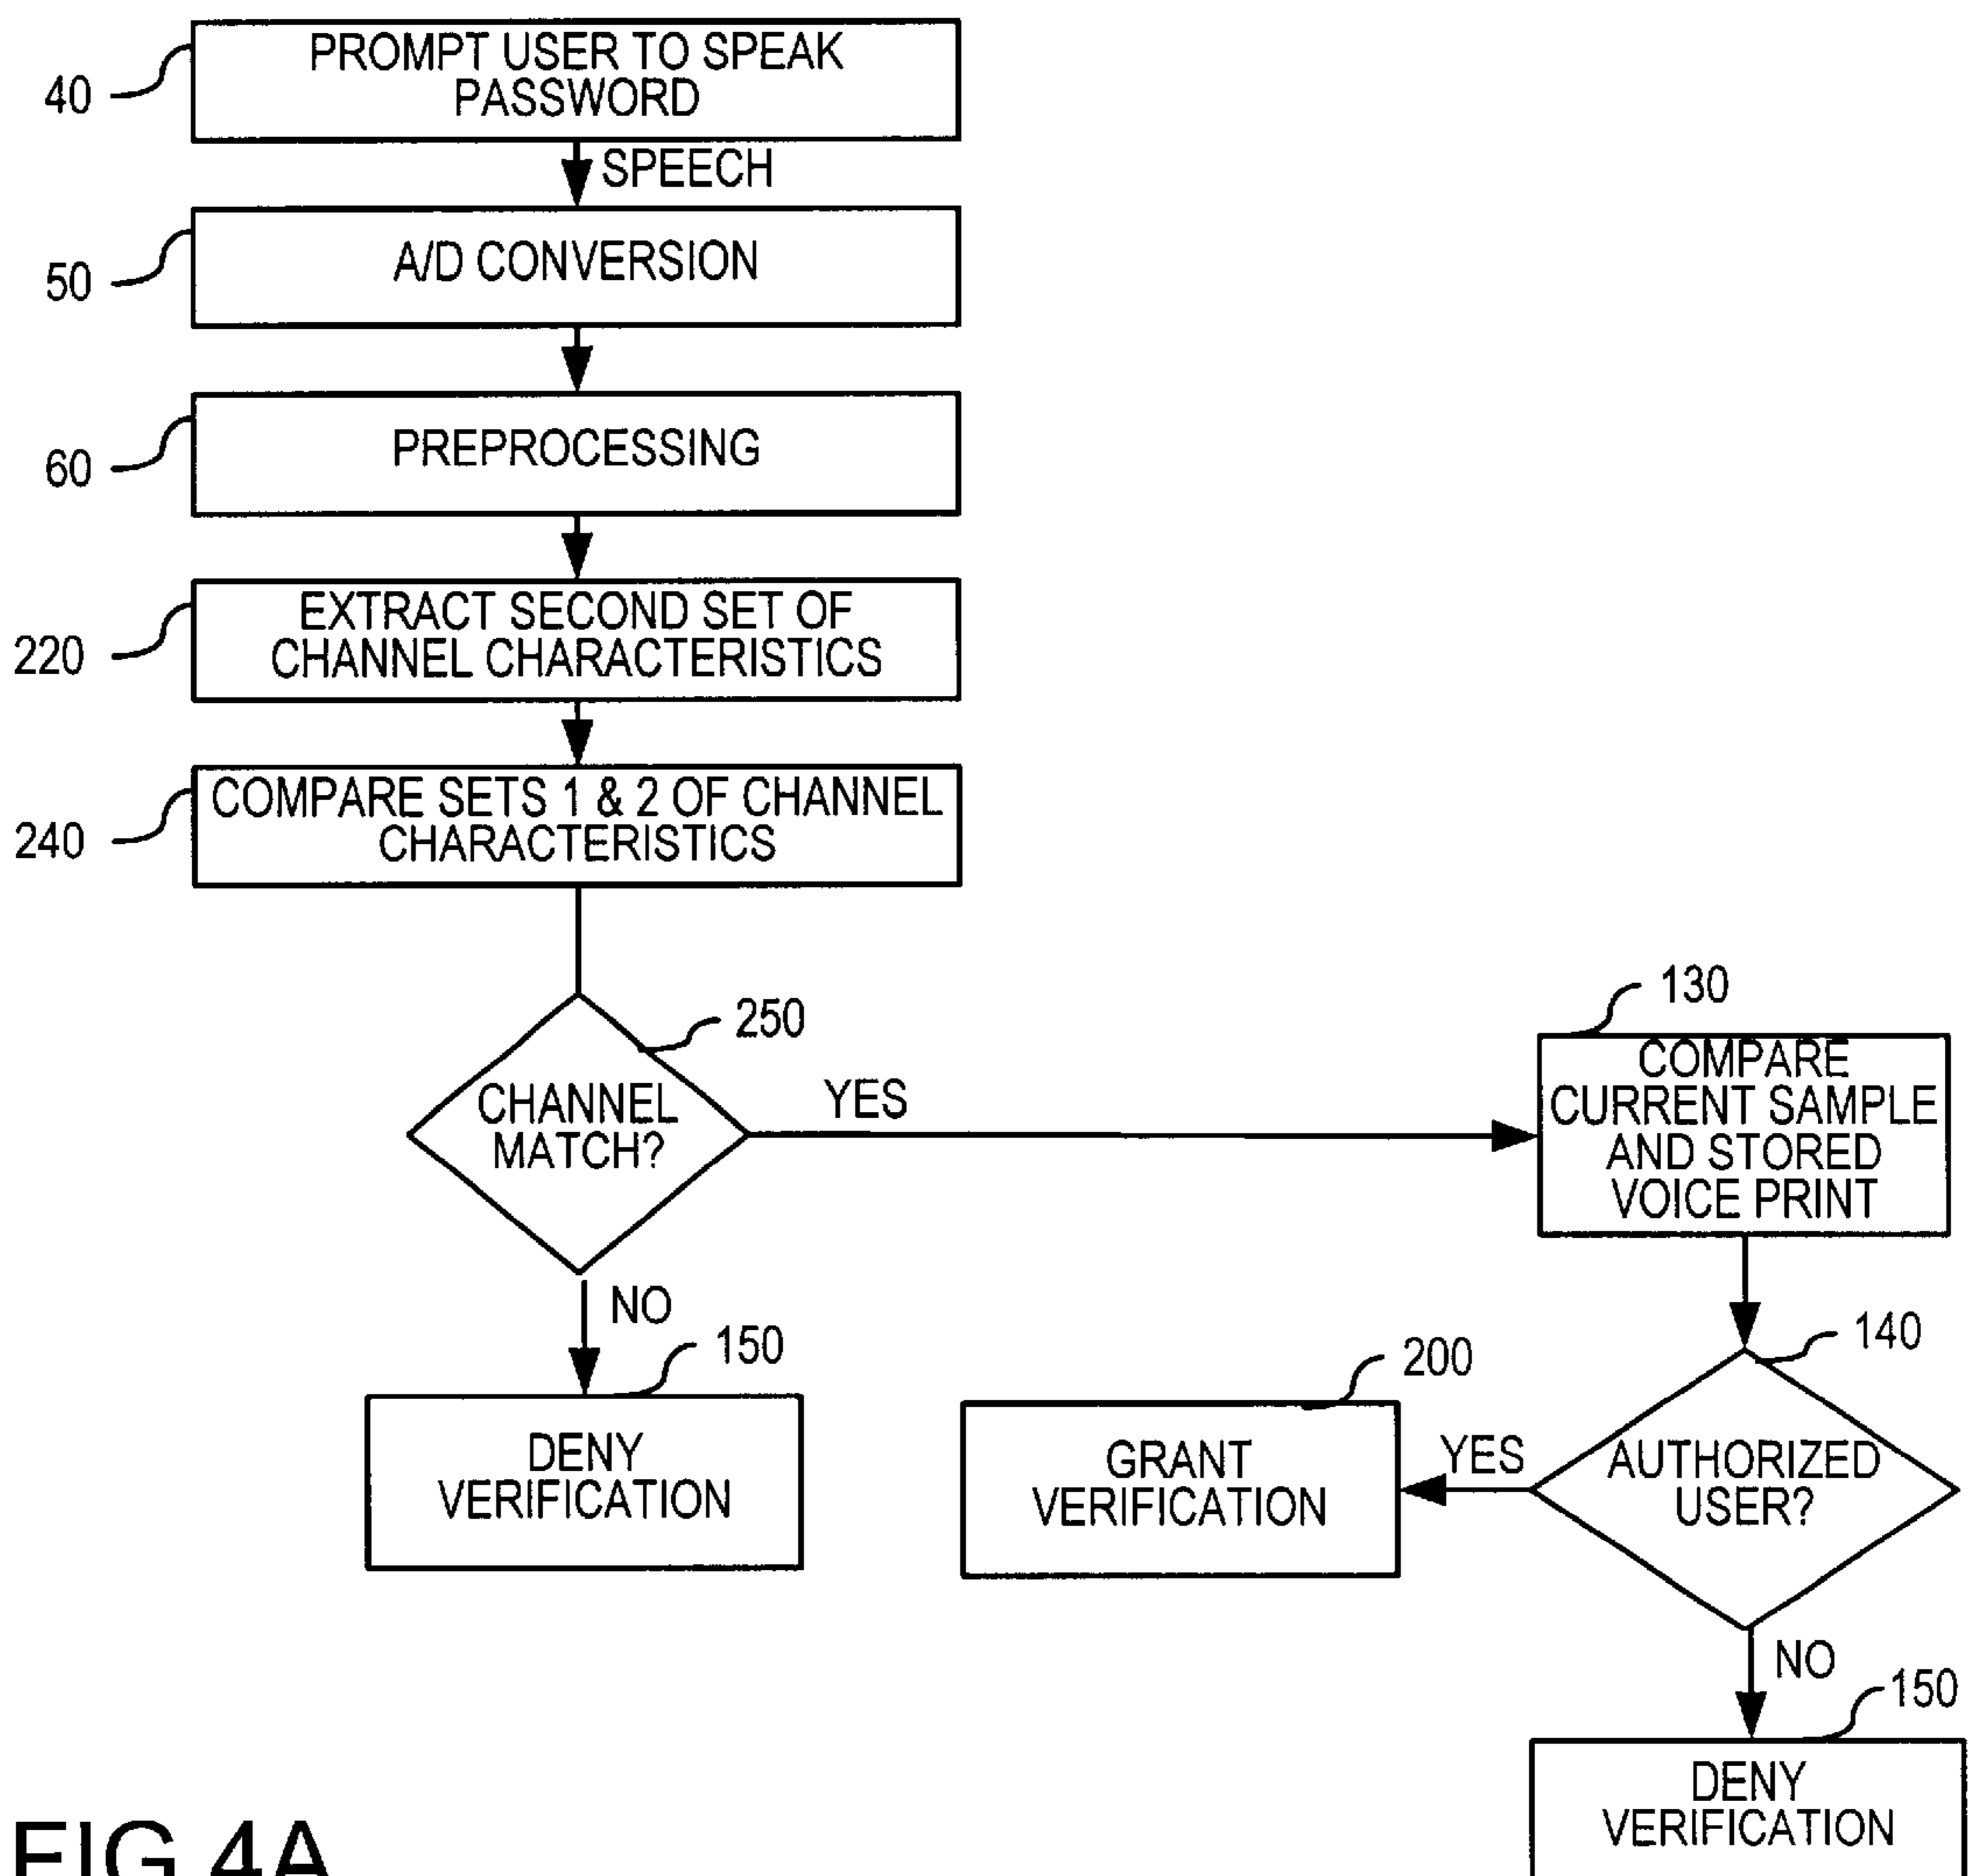 40
PROMPT USER TO SPEAK
PASSWORD
SPEECH
50
A/D CONVERSION
60
PREPROCESSING
220
EXTRACT SECOND SET OF
CHANNEL CHARACTERISTICS
240
COMPARE SETS 1 & 2 OF CHANNEL
CHARACTERISTICS
250
CHANNEL
MATCH?
YES
130
COMPARE
CURRENT SAMPLE
AND STORED
VOICE PRINT
NO
150
DENY
VERIFICATION
140
AUTHORIZED
USER?
YES
200
GRANT
VERIFICATION
NO
150
DENY
VERIFICATION
FIG.4A